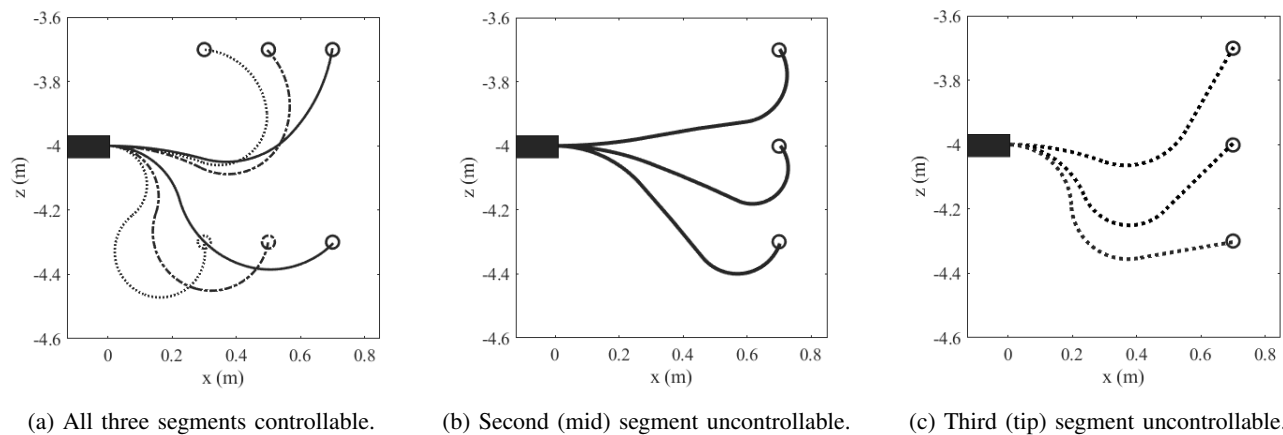 -3.6
-3.8
-4
-4.2
-4.4
-4.6
z (m)
0 0.2 0.4 0.6 0.8
x (m)
(a) All three segments controllable.
-3.6
-3.8
-4
-4.2
-4.4
-4.6
z (m)
0 0.2 0.4 0.6 0.8
x (m)
(b) Second (mid) segment uncontrollable.
-3.6
-3.8
-4
-4.2
-4.4
-4.6
z (m)
0 0.2 0.4 0.6 0.8
x (m)
(c) Third (tip) segment uncontrollable.